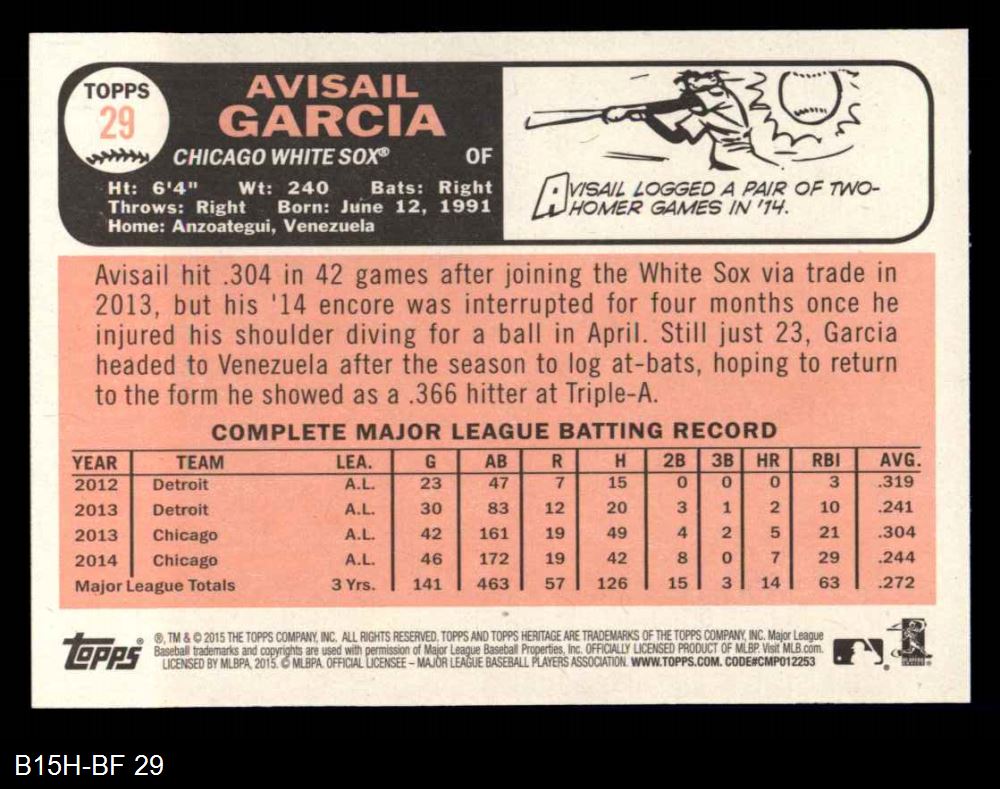 TOPPS
29
AVISAIL
GARCIA
CHICAGO WHITE SOX® OF
Ht: 6'4" Wt: 240 Bats: Right
Throws: Right Born: June 12, 1991
Home: Anzoategui, Venezuela
AVISAIL LOGGED A PAIR OF TWO-
HOMER GAMES IN '14.
Avisail hit .304 in 42 games after joining the White Sox via trade in
2013, but his '14 encore was interrupted for four months once he
injured his shoulder diving for a ball in April. Still just 23, Garcia
headed to Venezuela after the season to log at-bats, hoping to return
to the form he showed as a .366 hitter at Triple-A.
COMPLETE MAJOR LEAGUE BATTING RECORD
YEAR TEAM LEA. G AB R H 2B 3B HR RBI AVG.
2012 Detroit A.L. 23 47 7 15 0 0 0 3 .319
2013 Detroit A.L. 30 83 12 20 3 1 2 10 .241
2013 Chicago A.L. 42 161 19 49 4 2 5 21 .304
2014 Chicago A.L. 46 172 19 42 8 0 7 29 .244
Major League Totals 3 Yrs. 141 463 57 126 15 3 14 63 .272
Topps®
®, TM & © 2015 THE TOPPS COMPANY, INC. ALL RIGHTS RESERVED. TOPPS AND TOPPS HERITAGE ARE TRADEMARKS OF THE TOPPS COMPANY, INC. Major League
Baseball trademarks and copyrights are used with permission of Major League Baseball Properties, Inc. OFFICIALLY LICENSED PRODUCT OF MLBP. Visit MLB.com.
LICENSED BY MLBPA, 2015. © MLBPA. OFFICIAL LICENSEE – MAJOR LEAGUE BASEBALL PLAYERS ASSOCIATION. WWW.TOPPS.COM. CODE#CMP012253
B15H-BF 29